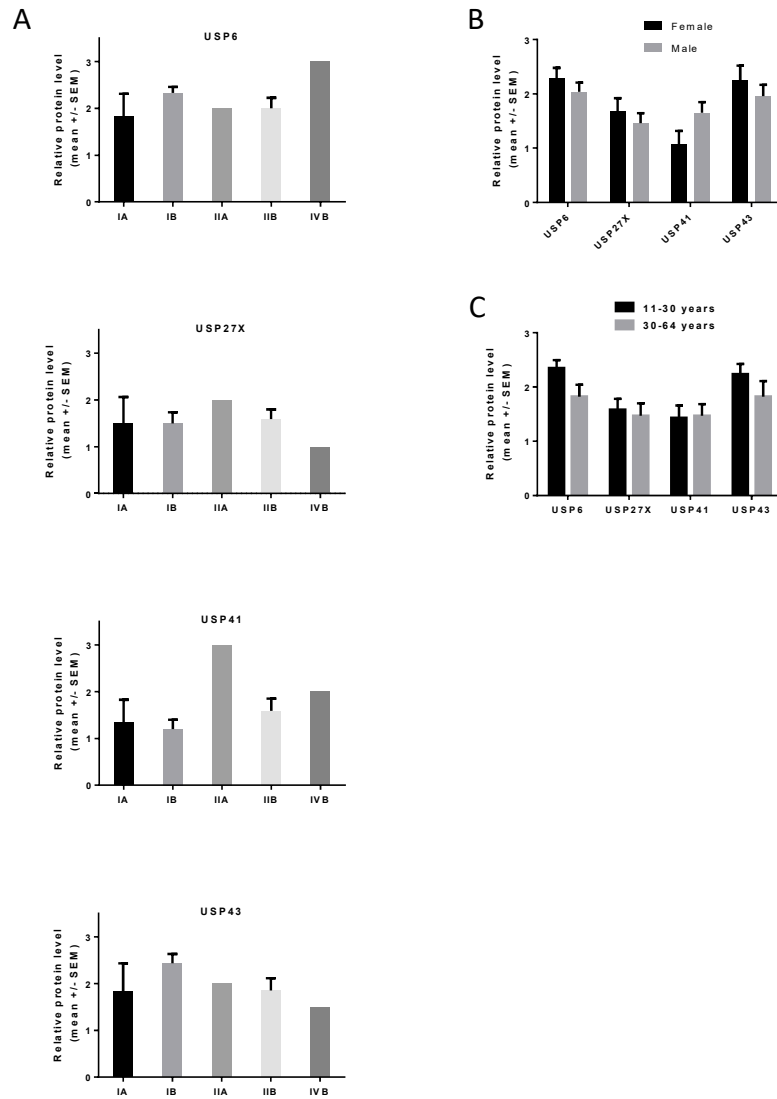 A
USP6
Relative protein level
(mean +/- SEM)
3
2
1
0
IA IB IIA IIB IVB
USP27X
Relative protein level
(mean +/- SEM)
3
2
1
0
IA IB IIA IIB IVB
USP41
Relative protein level
(mean +/- SEM)
3
2
1
0
IA IB IIA IIB IVB
USP43
Relative protein level
(mean +/- SEM)
3
2
1
0
IA IB IIA IIB IVB
B
Female
Male
Relative protein level
(mean +/- SEM)
3
2
1
0
USP6 USP27X USP41 USP43
C
11-30 years
30-64 years
Relative protein level
(mean +/- SEM)
3
2
1
0
USP6 USP27X USP41 USP43